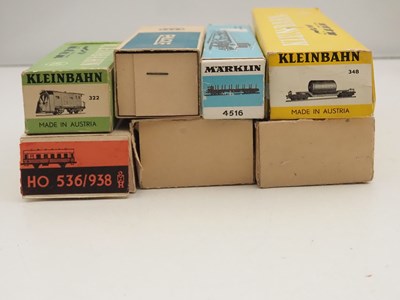 KLEINBAHN
332
MADE IN AUSTRIA
MÄRKLIN
4516
KLEINBAHN
348
MADE IN AUSTRIA
HO 536/938